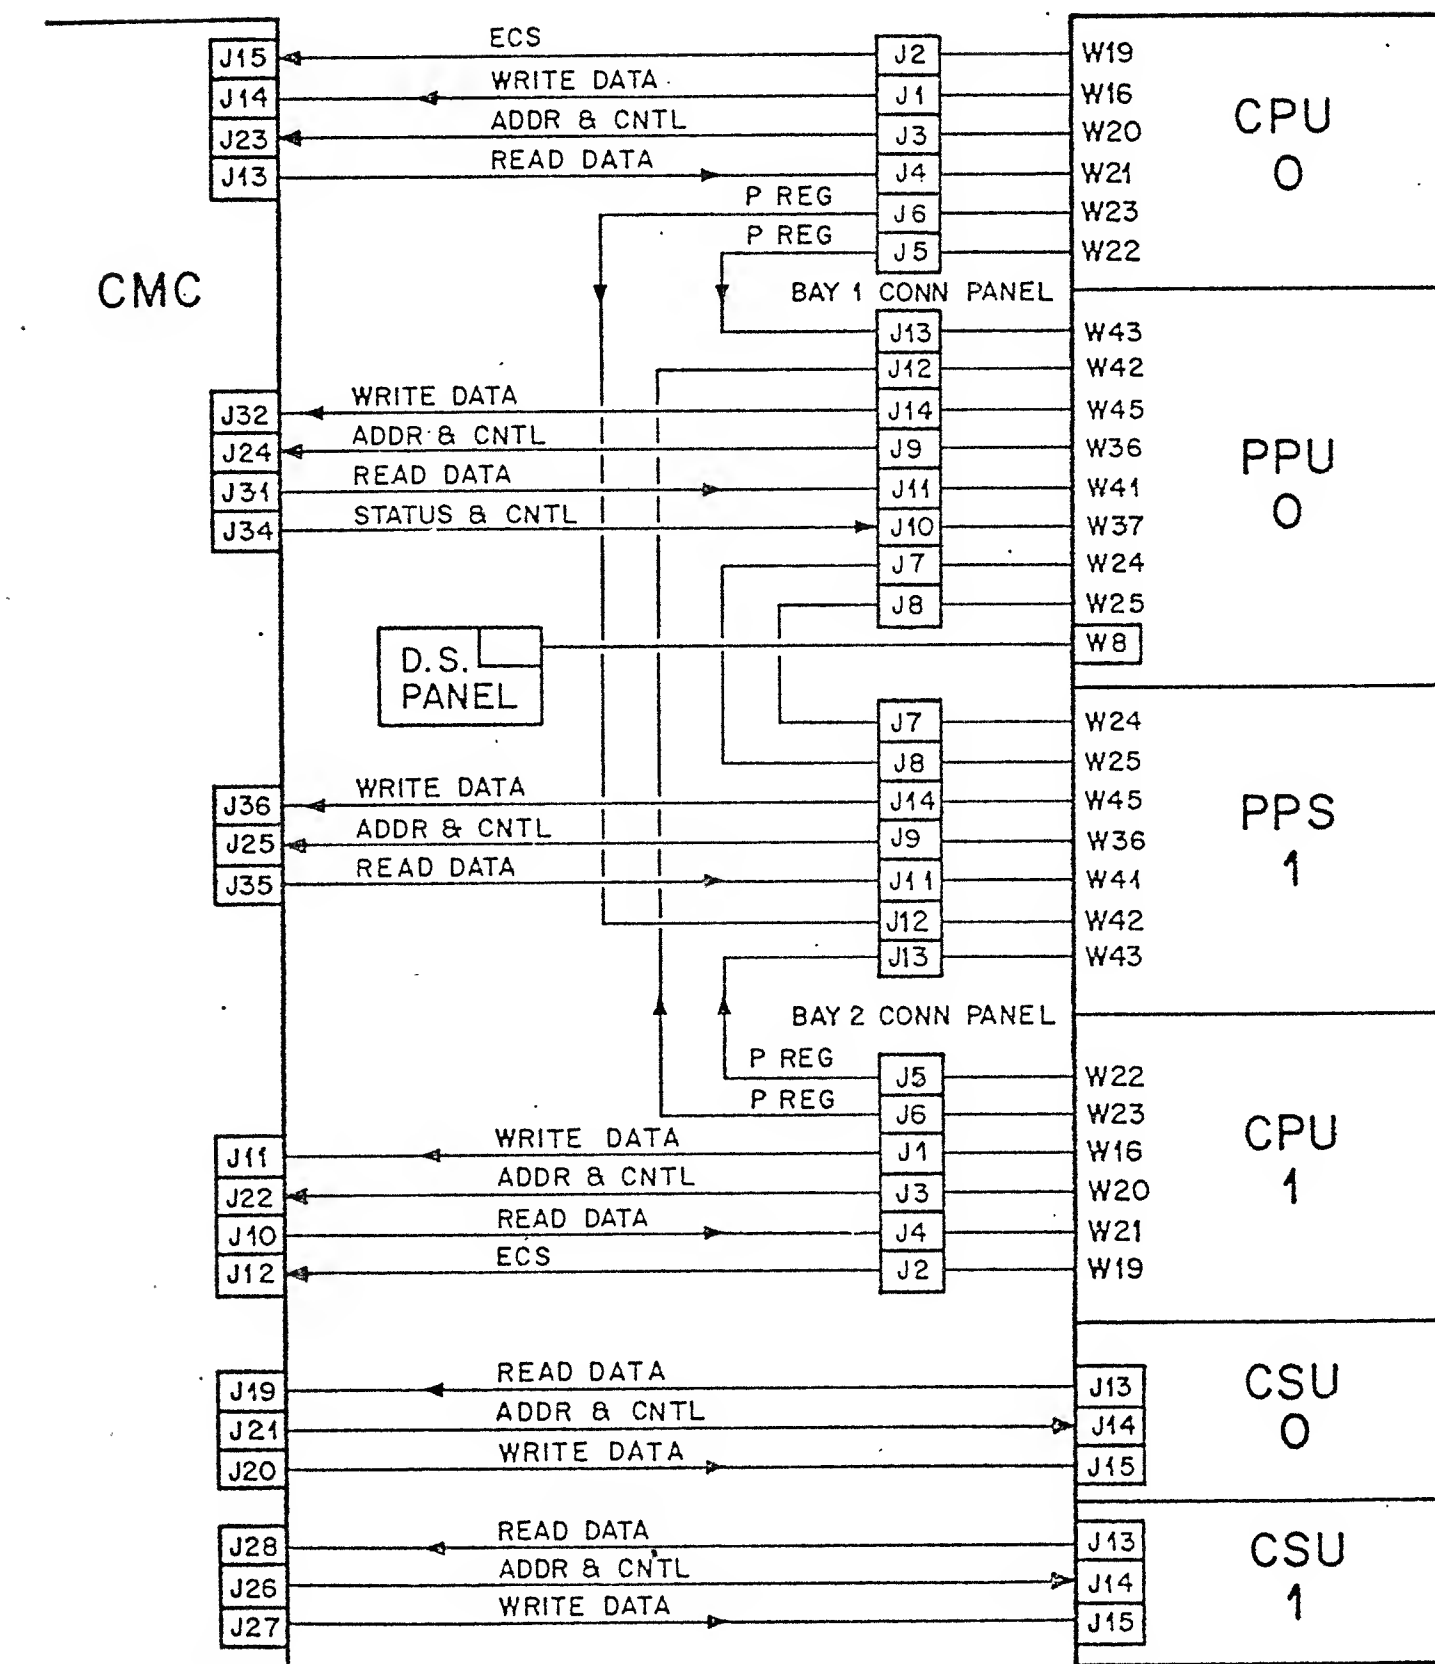 J15 ECS J2 W19
J14 WRITE DATA J1 W16
J23 ADDR & CNTL J3 W20
J13 READ DATA J4 W21
P REG J6 W23
P REG J5 W22
CPU
0
CMC
BAY 1 CONN PANEL
J13 W43
J12 W42
J32 WRITE DATA J14 W45
J24 ADDR & CNTL J9 W36
J31 READ DATA J11 W41
J34 STATUS & CNTL J10 W37
J7 W24
J8 W25
W8
PPU
0
D.S.
PANEL
J7 W24
J8 W25
J36 WRITE DATA J14 W45
J25 ADDR & CNTL J9 W36
J35 READ DATA J11 W41
J12 W42
J13 W43
PPS
1
BAY 2 CONN PANEL
P REG J5 W22
P REG J6 W23
J11 WRITE DATA J1 W16
J22 ADDR & CNTL J3 W20
J10 READ DATA J4 W21
J12 ECS J2 W19
CPU
1
J19 READ DATA J13
J21 ADDR & CNTL J14
J20 WRITE DATA J15
CSU
0
J28 READ DATA J13
J26 ADDR & CNTL J14
J27 WRITE DATA J15
CSU
1